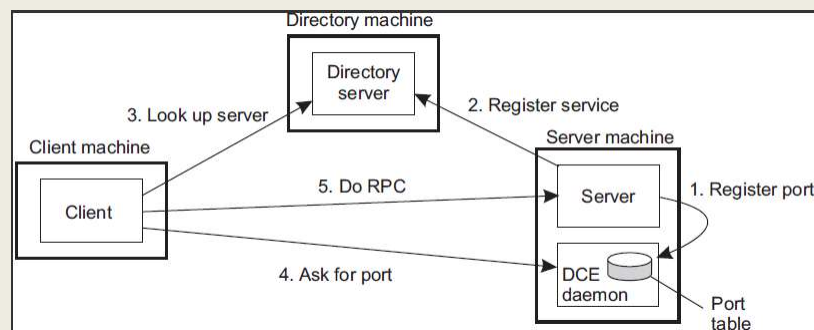 Directory machine
Directory
server
3. Look up server
2. Register service
Client machine
Server machine
Client
5. Do RPC
Server
1. Register port
4. Ask for port
DCE
daemon
Port
table